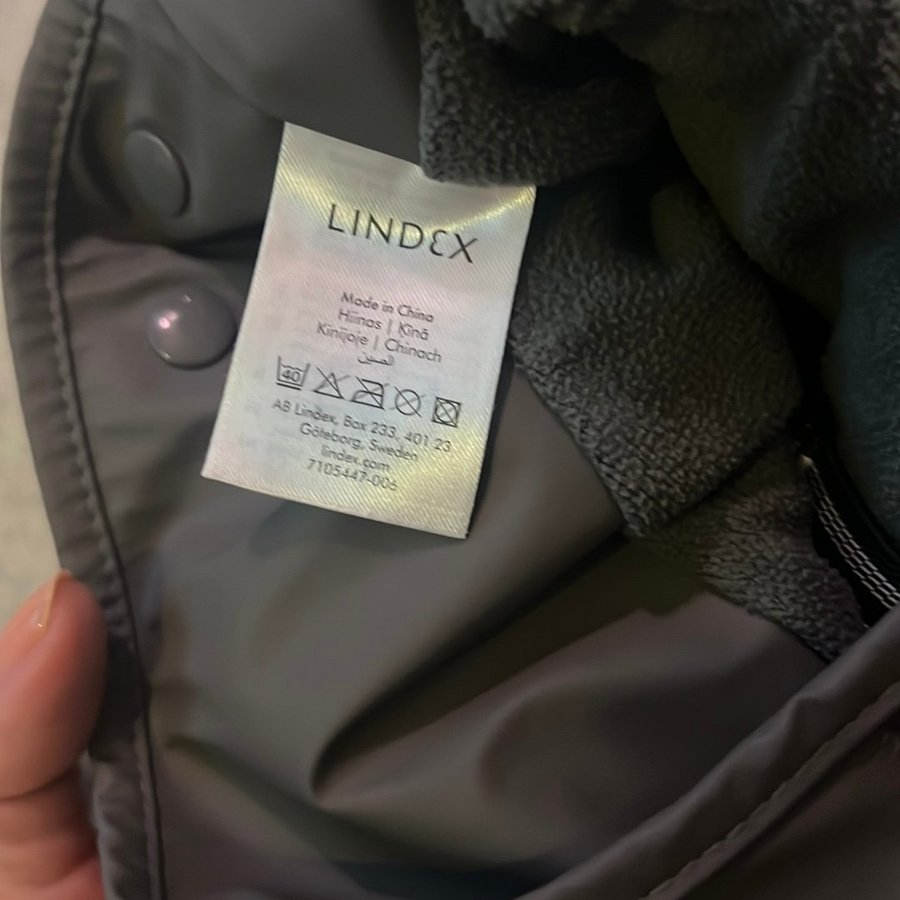 LINDEX
Made in China
Hiinas | Ķīnā
Kinijoje | Chinach
الصين
40
AB Lindex, Box 233, 401 23
Göteborg, Sweden
lindex.com
7105447-006